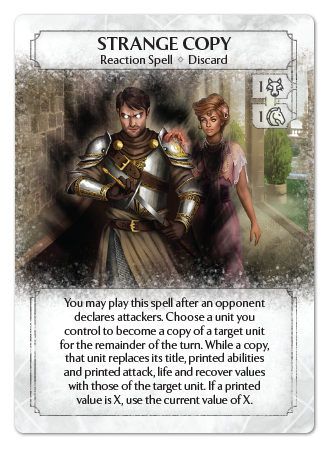 STRANGE COPY
Reaction Spell ◇ Discard
1
1
You may play this spell after an opponent
declares attackers. Choose a unit you
control to become a copy of a target unit
for the remainder of the turn. While a copy,
that unit replaces its title, printed abilities
and printed attack, life and recover values
with those of the target unit. If a printed
value is X, use the current value of X.